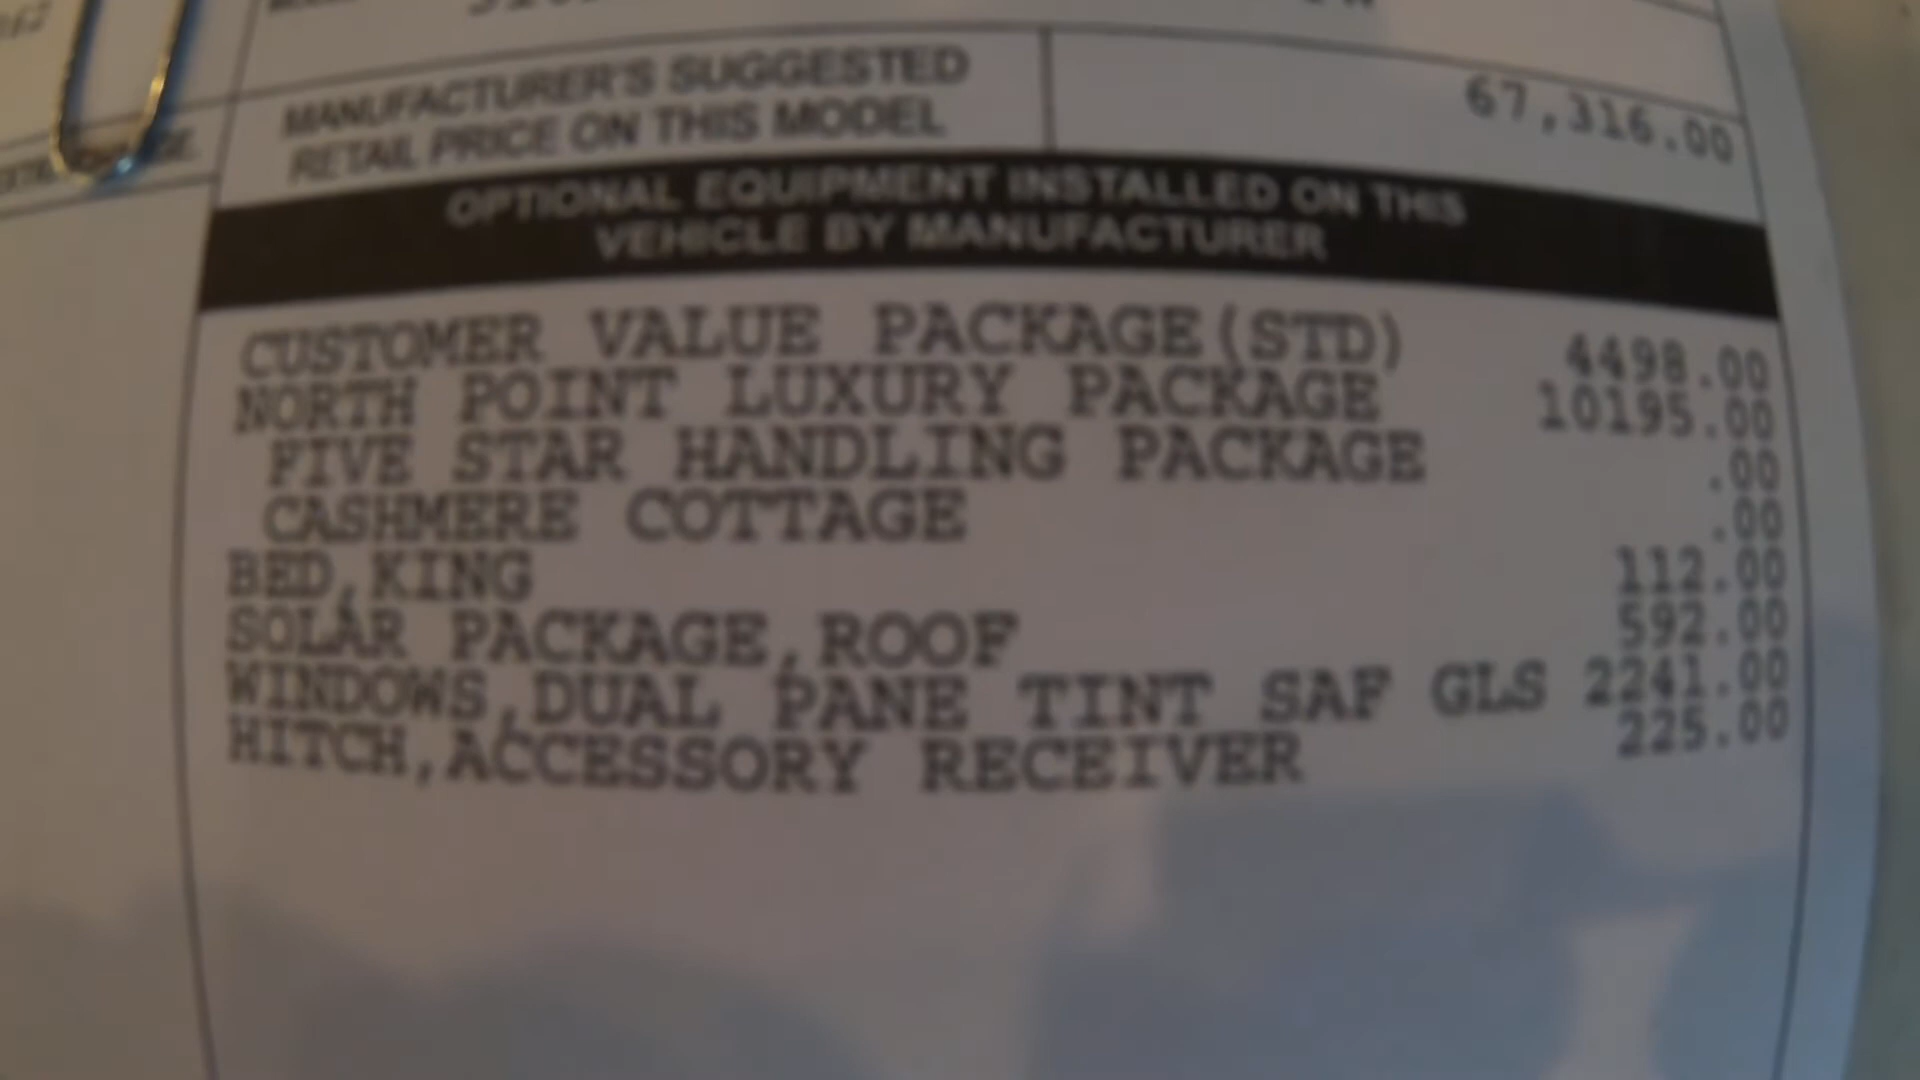 MANUFACTURER'S SUGGESTED
RETAIL PRICE ON THIS MODEL 67,316.00
OPTIONAL EQUIPMENT INSTALLED ON THIS
VEHICLE BY MANUFACTURER
CUSTOMER VALUE PACKAGE(STD) 4498.00
NORTH POINT LUXURY PACKAGE 10195.00
FIVE STAR HANDLING PACKAGE .00
CASHMERE COTTAGE .00
BED,KING 112.00
SOLAR PACKAGE,ROOF 592.00
WINDOWS,DUAL PANE TINT SAF GLS 2241.00
HITCH,ACCESSORY RECEIVER 225.00